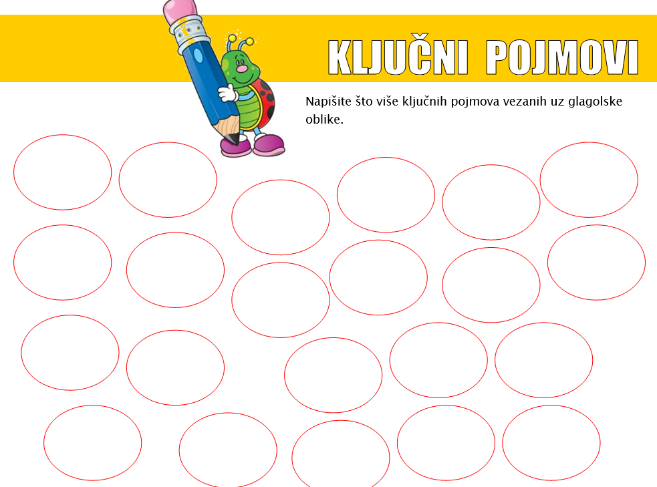 KLJUČNI POJMOVI
Napišite što više ključnih pojmova vezanih uz glagolske
oblike.